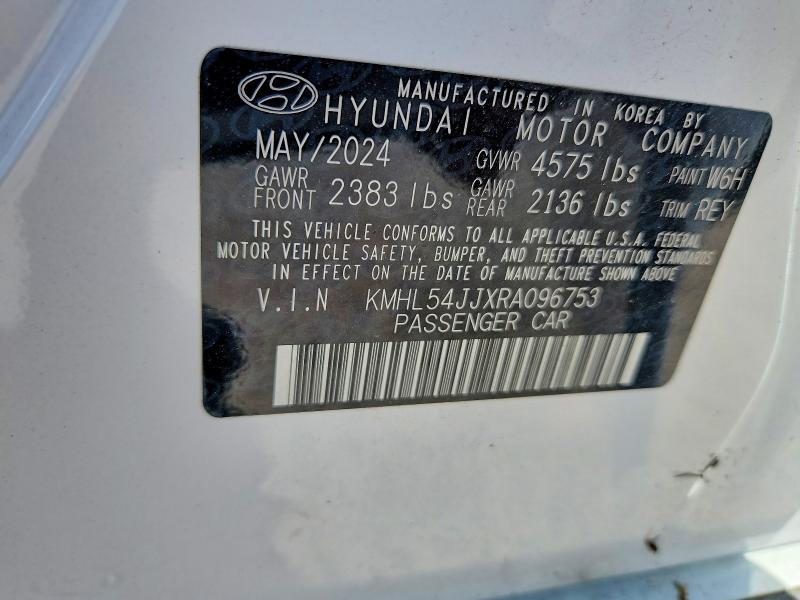 MANUFACTURED IN KOREA BY
HYUNDAI MOTOR COMPANY
MAY/2024 GVWR 4575 lbs PAINT W6H
GAWR FRONT 2383 lbs GAWR REAR 2136 lbs TRIM REY
THIS VEHICLE CONFORMS TO ALL APPLICABLE U.S.A. FEDERAL
MOTOR VEHICLE SAFETY, BUMPER, AND THEFT PREVENTION STANDARDS
IN EFFECT ON THE DATE OF MANUFACTURE SHOWN ABOVE
V.I.N KMHL54JJXRA096753
PASSENGER CAR